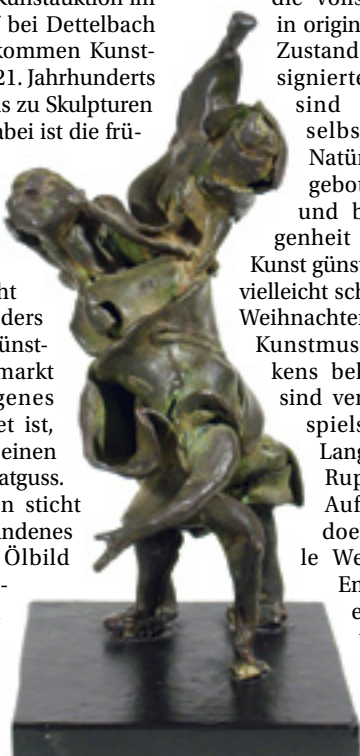 Kunstauktion im
bei Dettelbach
kommen Kunst-
21. Jahrhunderts
s zu Skulpturen
abei ist die frü-
ht
ders
ünst-
markt
genes
et ist,
einen
atguss.
n sticht
ndenes
Ölbild
-
die volls
in origin
Zustand
signierte
sind
selbs
Natür
gebo
und b
genheit
Kunst günst
vielleicht sch
Weihnachten
Kunstmus
kens bel
sind ver
spiels
Lang
Rup
Auf
doe
le We
En
e